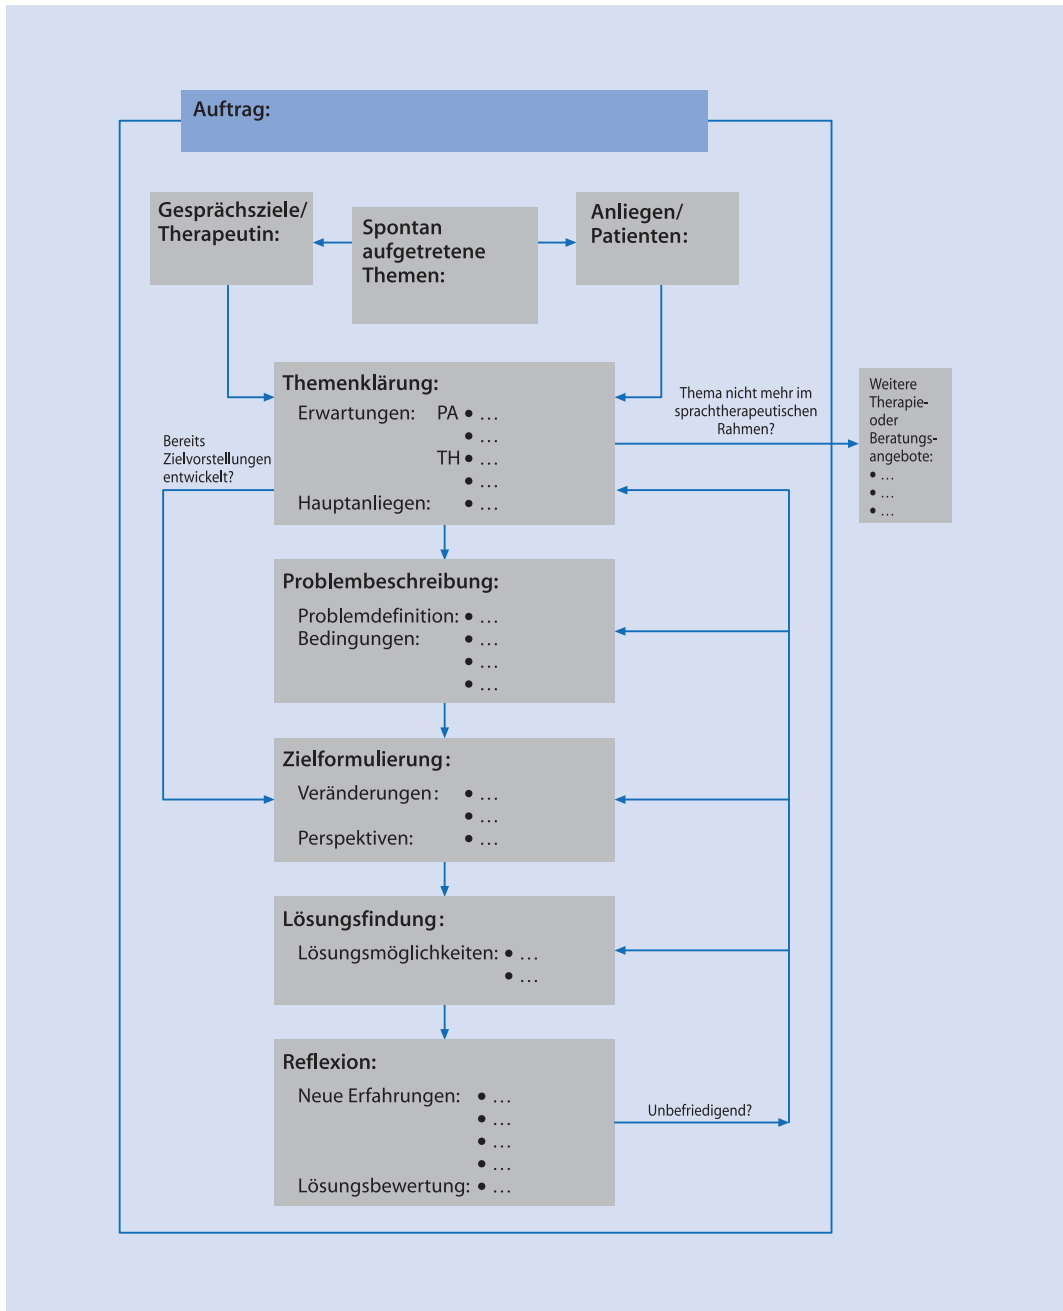 Auftrag:
Gesprächsziele/
Therapeutin:
Spontan
aufgetretene
Themen:
Anliegen/
Patienten:
Themenklärung:
Erwartungen: PA • ...
• ...
TH • ...
• ...
Hauptanliegen: • ...
Thema nicht mehr im
sprachtherapeutischen
Rahmen?
Weitere
Therapie-
oder
Beratungs-
angebote:
• ...
• ...
• ...
Bereits
Zielvorstellungen
entwickelt?
Problembeschreibung:
Problemdefinition: • ...
Bedingungen: • ...
• ...
• ...
Zielformulierung:
Veränderungen: • ...
• ...
Perspektiven: • ...
Lösungsfindung:
Lösungsmöglichkeiten: • ...
• ...
Reflexion:
Neue Erfahrungen: • ...
• ...
• ...
• ...
Lösungsbewertung: • ...
Unbefriedigend?